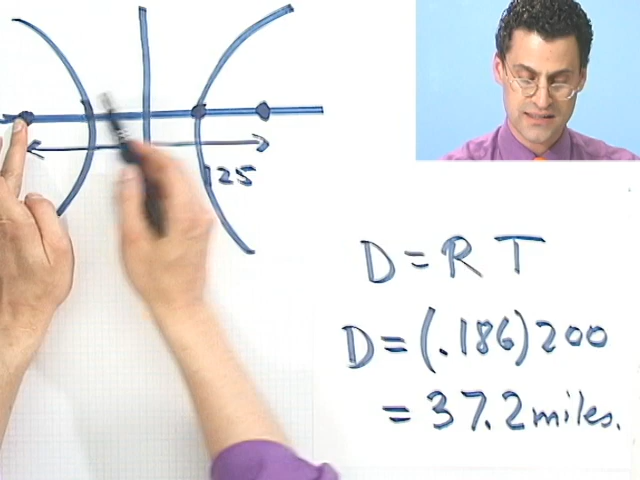 125
D = R T
D = (.186) 200
= 37.2 miles.